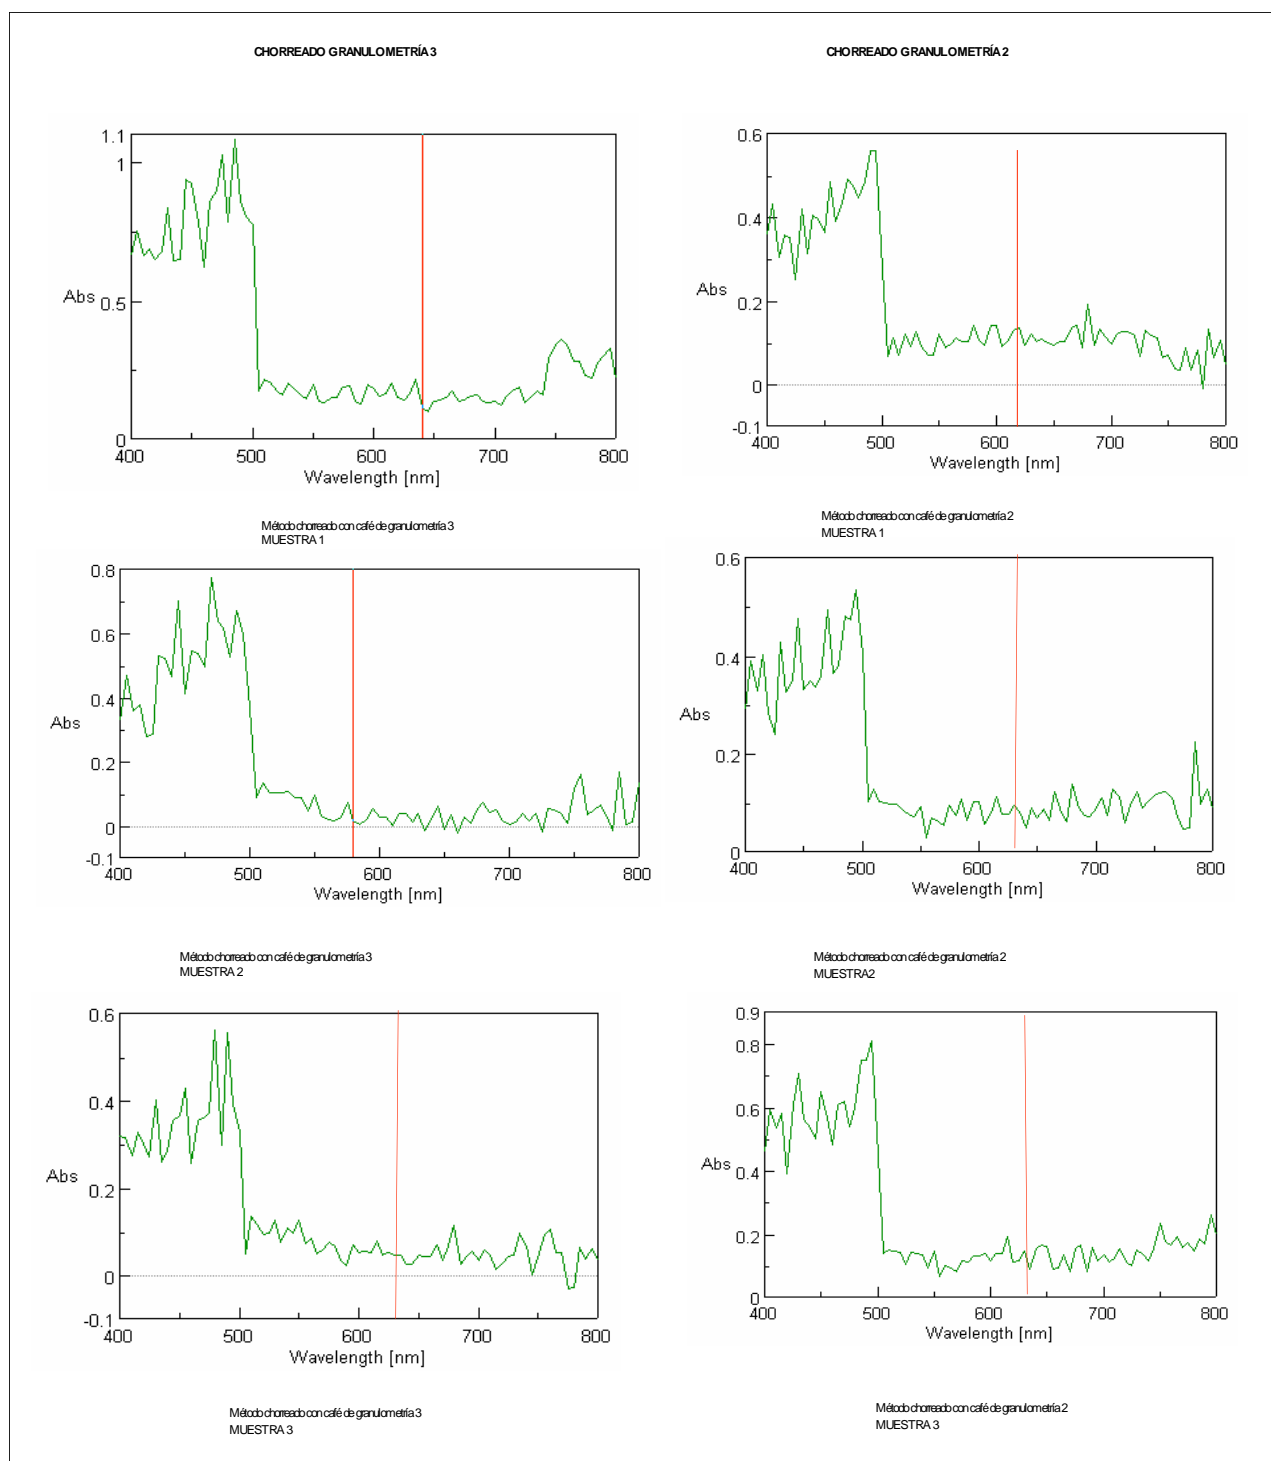 CHORREADO GRANULOMETRÍA 3
CHORREADO GRANULOMETRÍA 2
1.1
1
0.5
0
Abs
400 500 600 700 800
Wavelength [nm]
Método chorreado con café de granulometría 3
MUESTRA 1
0.6
0.4
0.2
0
-0.1
Abs
400 500 600 700 800
Wavelength [nm]
Método chorreado con café de granulometría 2
MUESTRA 1
0.8
0.6
0.4
0.2
0
-0.1
Abs
400 500 600 700 800
Wavelength [nm]
Método chorreado con café de granulometría 3
MUESTRA 2
0.6
0.4
0.2
0
Abs
400 500 600 700 800
Wavelength [nm]
Método chorreado con café de granulometría 2
MUESTRA2
0.6
0.4
0.2
0
-0.1
Abs
400 500 600 700 800
Wavelength [nm]
Método chorreado con café de granulometría 3
MUESTRA 3
0.9
0.8
0.6
0.4
0.2
0
Abs
400 500 600 700 800
Wavelength [nm]
Método chorreado con café de granulometría 2
MUESTRA 3